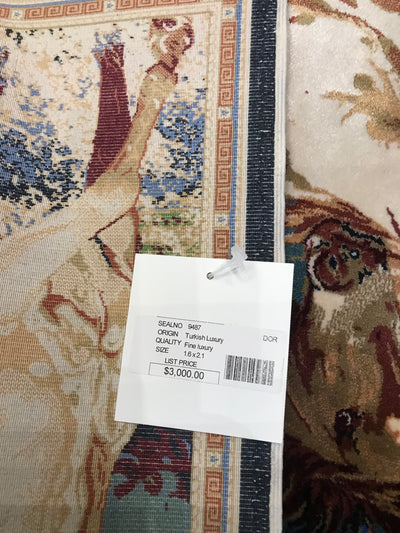 SEALNO 9487 DOR
ORIGIN Turkish Luxury
QUALITY Fine luxury
SIZE 1.6 x 2.1
LIST PRICE
$3,000.00